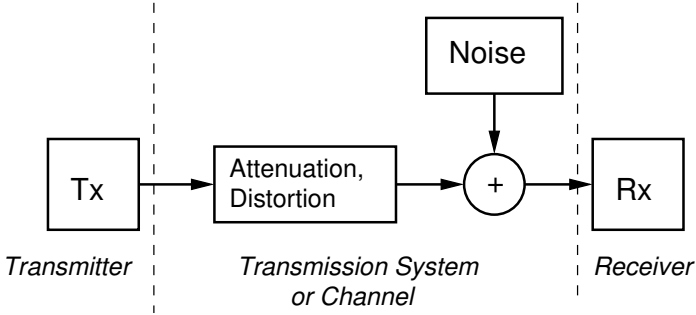 Noise
Tx
Attenuation,
Distortion
+
Rx
Transmitter
Transmission System
or Channel
Receiver